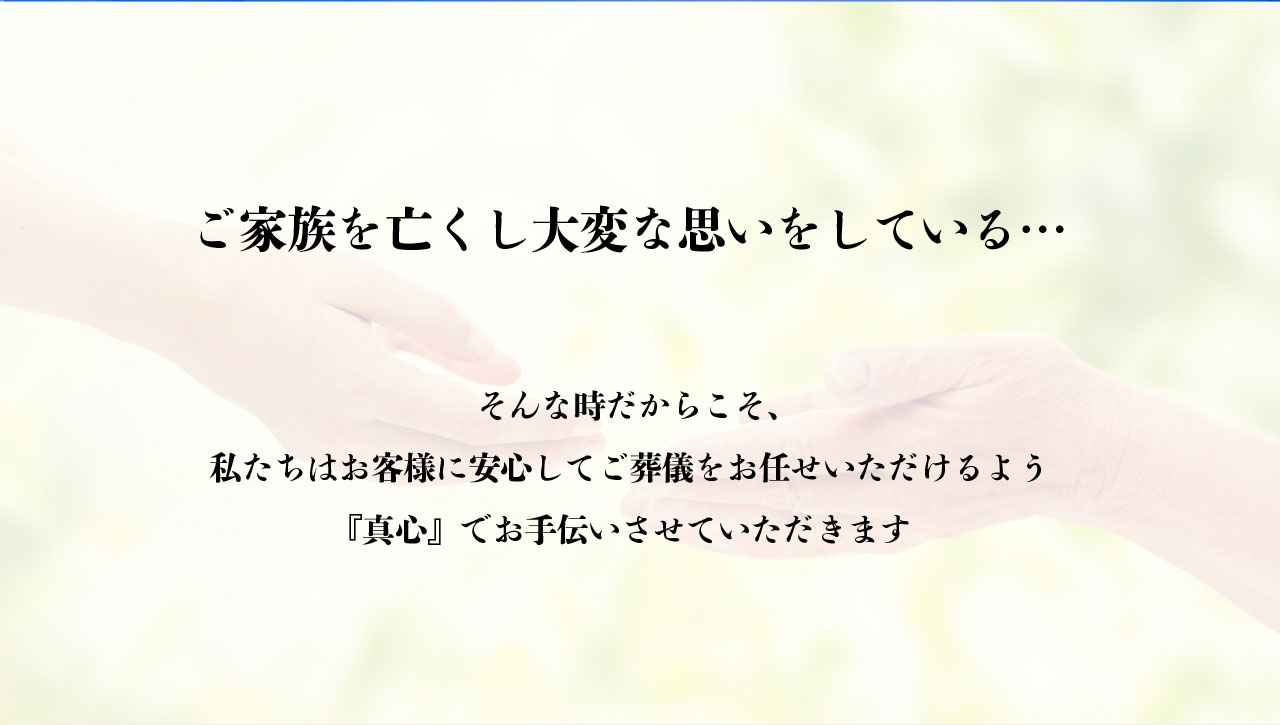 ご家族を亡くし大変な思いをしている…
そんな時だからこそ、
私たちはお客様に安心してご葬儀をお任せいただけるよう
『真心』でお手伝いさせていただきます